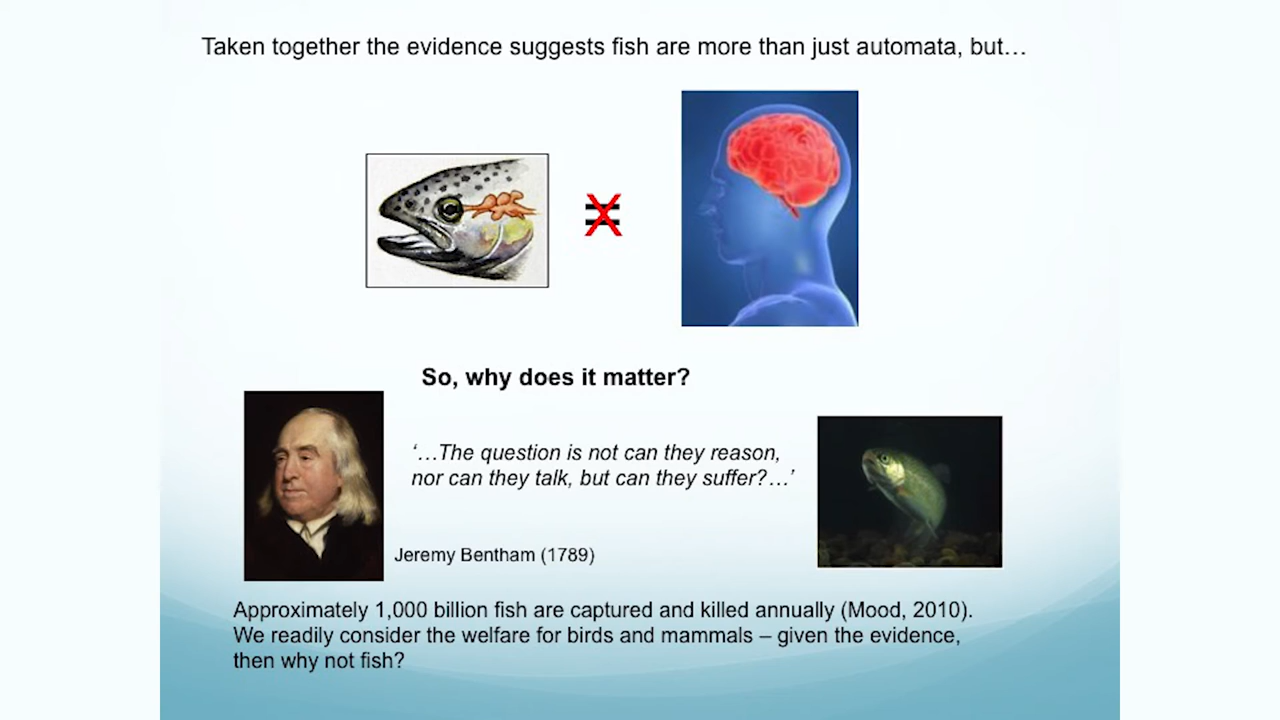 Taken together the evidence suggests fish are more than just automata, but…
So, why does it matter?
‘…The question is not can they reason,
nor can they talk, but can they suffer?…’
Jeremy Bentham (1789)
Approximately 1,000 billion fish are captured and killed annually (Mood, 2010).
We readily consider the welfare for birds and mammals – given the evidence,
then why not fish?